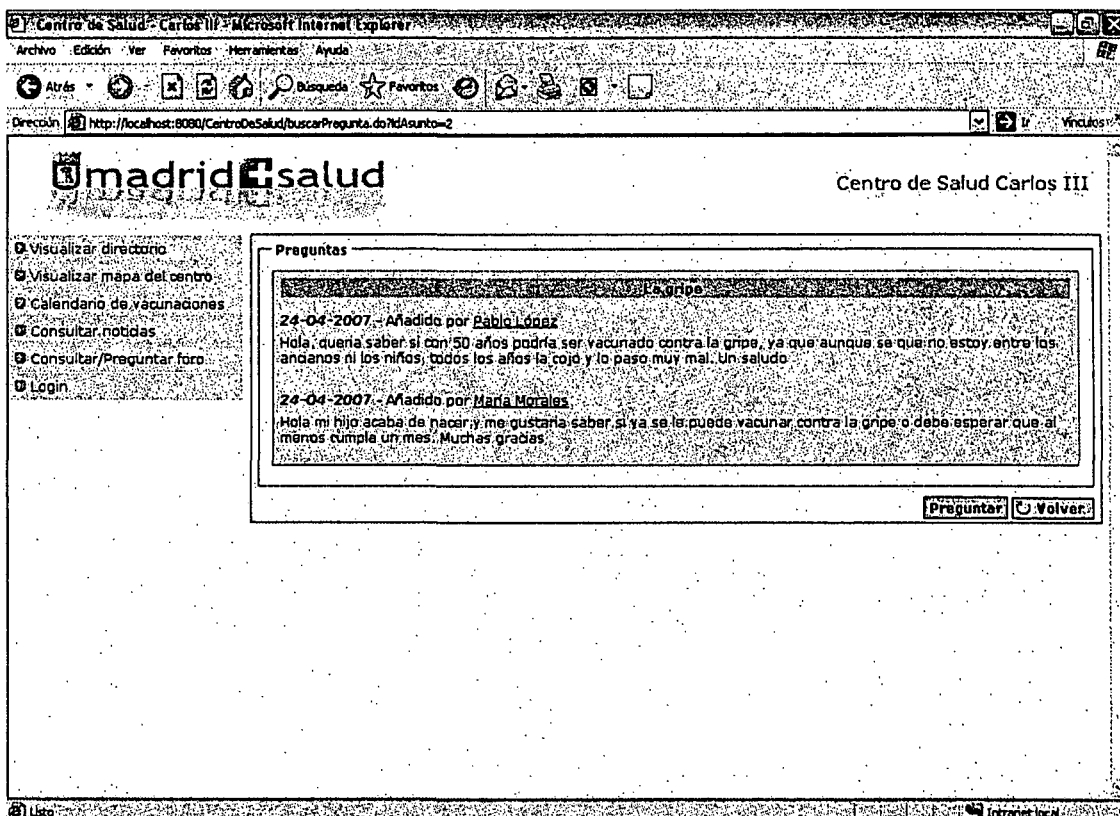 Centro de Salud - Carlos III - Microsoft Internet Explorer
Archivo Edición Ver Favoritos Herramientas Ayuda
Atrás Búsqueda Favoritos
Dirección http://localhost:8080/CentroDeSalud/buscarPregunta.do?idAsunto=2 Ir Vínculos
madrid salud
Centro de Salud Carlos III
Visualizar directorio
Visualizar mapa del centro
Calendario de vacunaciones
Consultar noticias
Consultar/Preguntar foro
Login
Preguntas
La gripe
24-04-2007 - Añadido por Pablo López
Hola, quería saber si con 50 años podría ser vacunado contra la gripe, ya que aunque se que no estoy entre los
ancianos ni los niños, todos los años la cojo y lo paso muy mal. Un saludo
24-04-2007 - Añadido por María Morales
Hola mi hijo acaba de nacer y me gustaría saber si ya se le puede vacunar contra la gripe o debe esperar que al
menos cumpla un mes. Muchas gracias
Preguntar Volver
Listo Intranet local